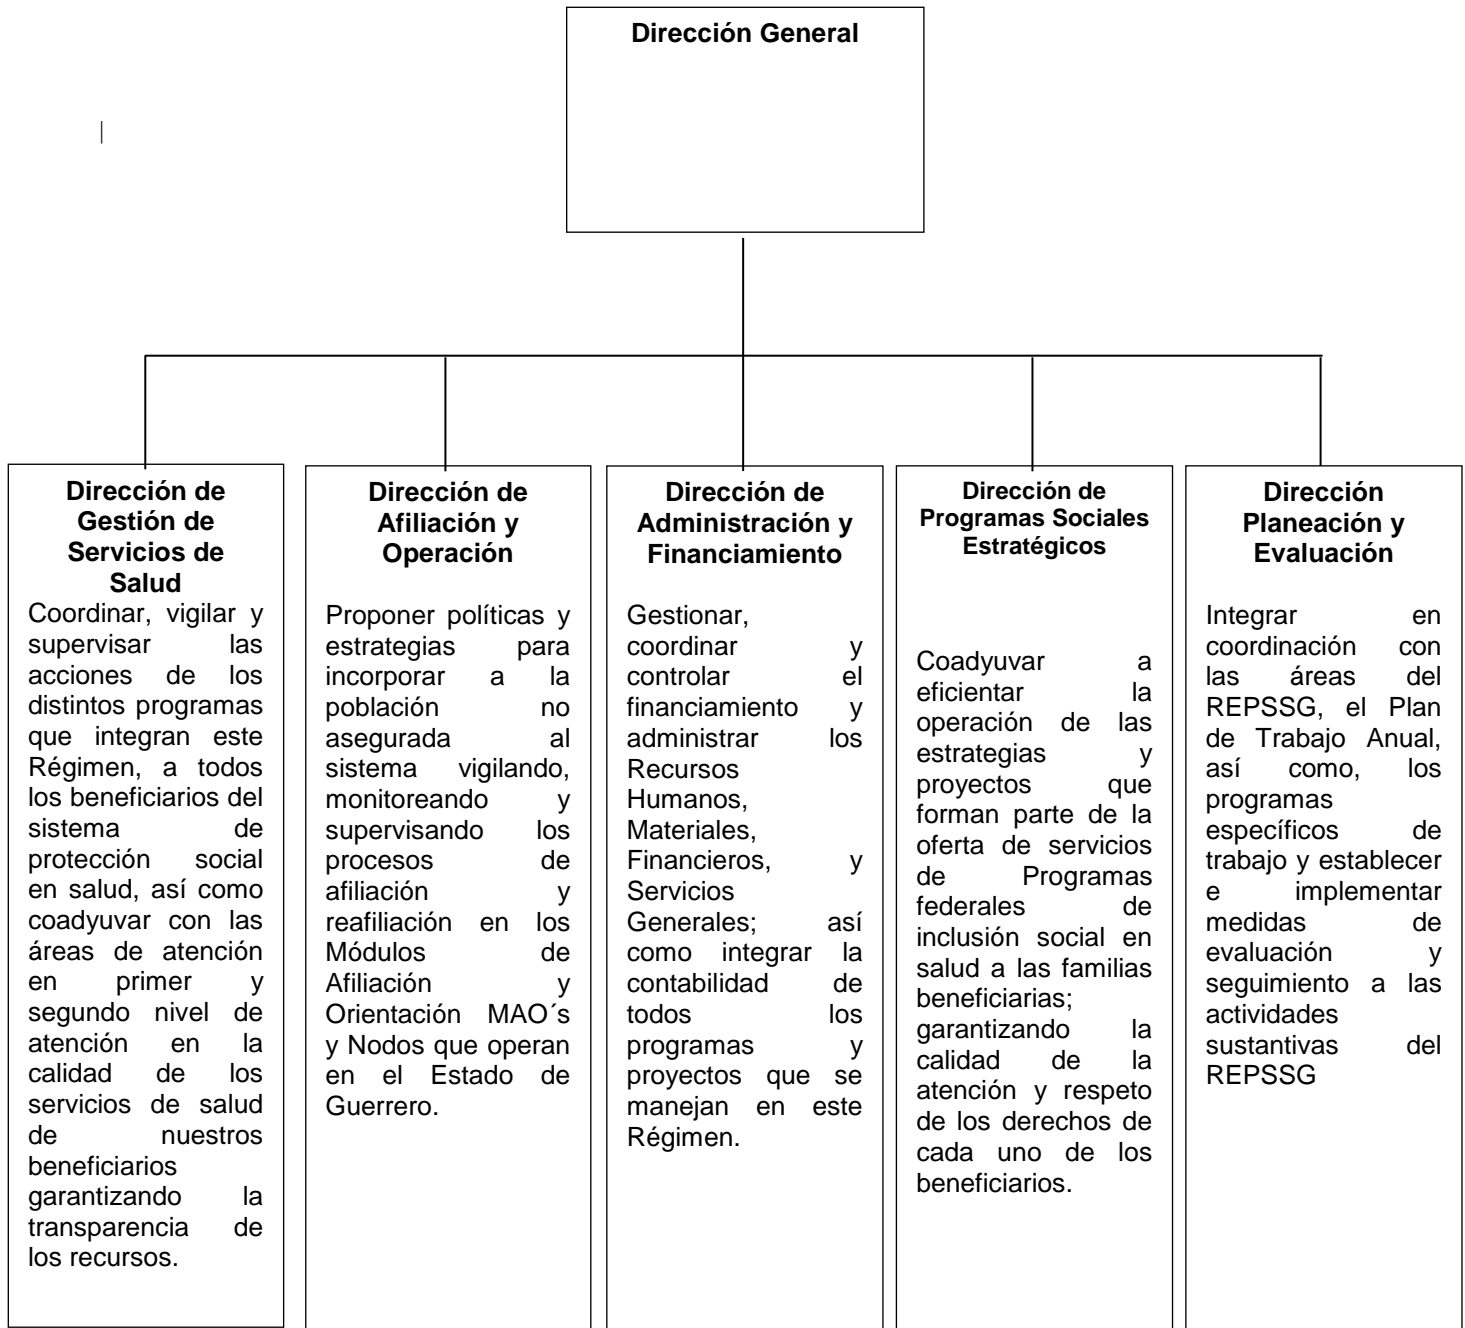 Dirección General
Dirección de
Gestión de
Servicios de
Salud
Coordinar, vigilar y
supervisar las
acciones de los
distintos programas
que integran este
Régimen, a todos
los beneficiarios del
sistema de
protección social
en salud, así como
coadyuvar con las
áreas de atención
en primer y
segundo nivel de
atención en la
calidad de los
servicios de salud
de nuestros
beneficiarios
garantizando la
transparencia de
los recursos.
Dirección de
Afiliación y
Operación
Proponer políticas y
estrategias para
incorporar a la
población no
asegurada al
sistema vigilando,
monitoreando y
supervisando los
procesos de
afiliación y
reafiliación en los
Módulos de
Afiliación y
Orientación MAO´s
y Nodos que operan
en el Estado de
Guerrero.
Dirección de
Administración y
Financiamiento
Gestionar,
coordinar y
controlar el
financiamiento y
administrar los
Recursos
Humanos,
Materiales,
Financieros, y
Servicios
Generales; así
como integrar la
contabilidad de
todos los
programas y
proyectos que se
manejan en este
Régimen.
Dirección de
Programas Sociales
Estratégicos
Coadyuvar a
eficientar la
operación de las
estrategias y
proyectos que
forman parte de la
oferta de servicios
de Programas
federales de
inclusión social en
salud a las familias
beneficiarias;
garantizando la
calidad de la
atención y respeto
de los derechos de
cada uno de los
beneficiarios.
Dirección
Planeación y
Evaluación
Integrar en
coordinación con
las áreas del
REPSSG, el Plan
de Trabajo Anual,
así como, los
programas
específicos de
trabajo y establecer
e implementar
medidas de
evaluación y
seguimiento a las
actividades
sustantivas del
REPSSG